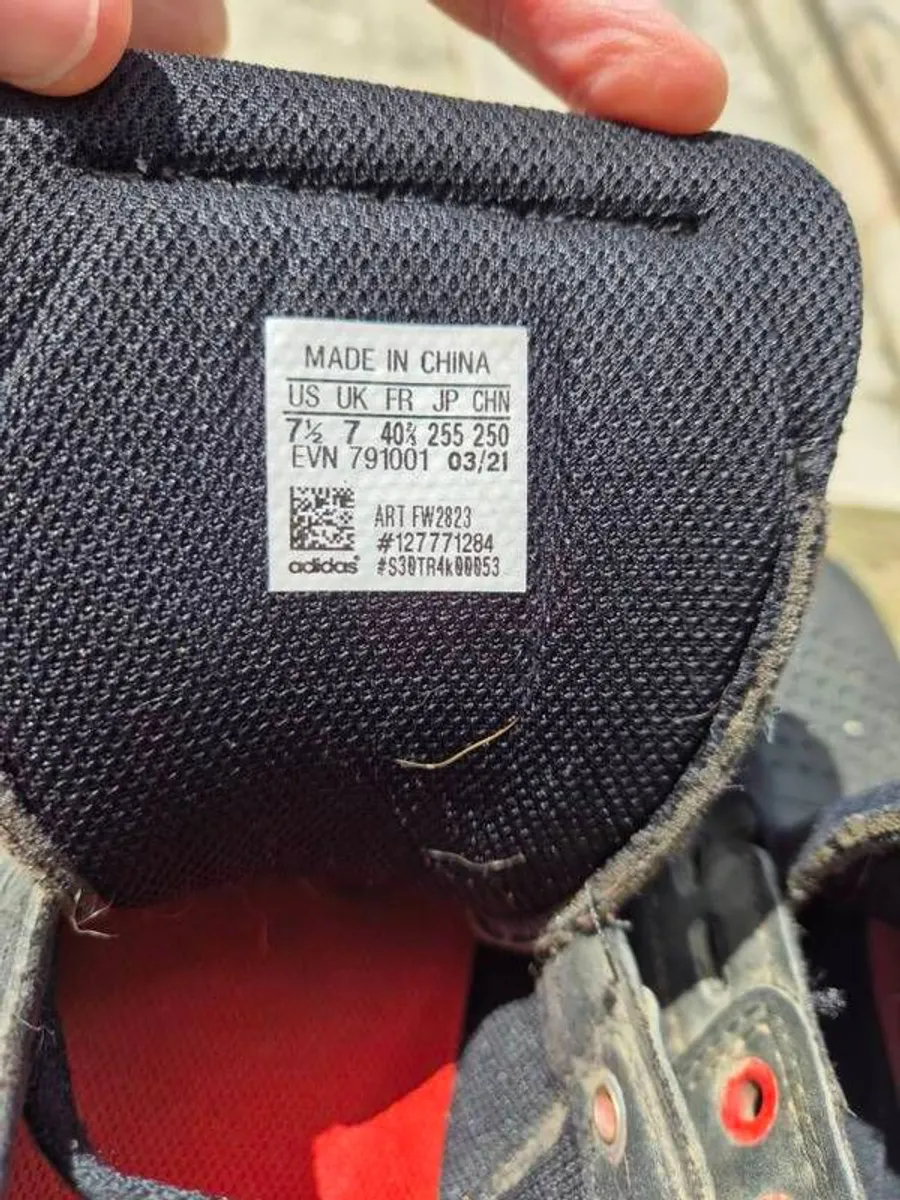 MADE IN CHINA
US UK FR JP CHN
7½ 7 40⅔ 255 250
EVN 791001 03/21
ART FW2823
#127771284
adidas #S30TR4k00053